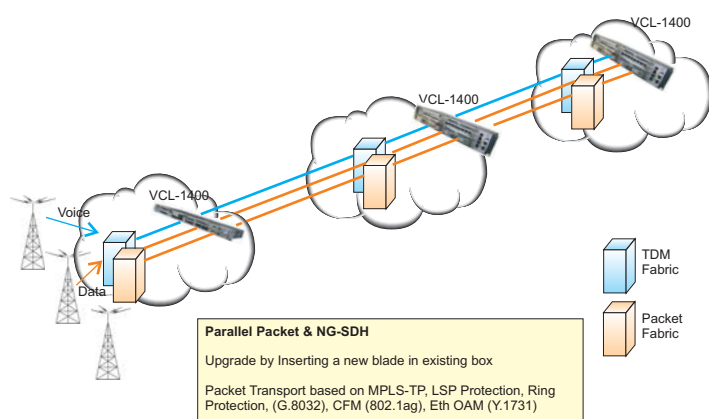 VCL-1400
VCL-1400
VCL-1400
Voice
Data
TDM
Fabric
Packet
Fabric
Parallel Packet & NG-SDH
Upgrade by Inserting a new blade in existing box
Packet Transport based on MPLS-TP, LSP Protection, Ring
Protection, (G.8032), CFM (802.1ag), Eth OAM (Y.1731)